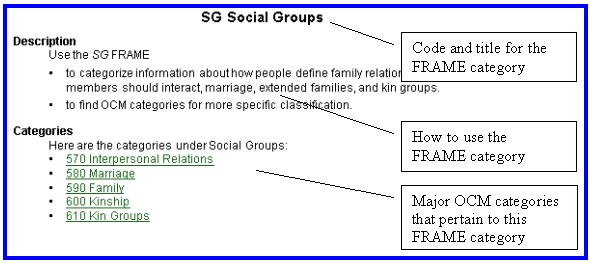 SG Social Groups
Description
Use the SG FRAME
• to categorize information about how people define family relatio
members should interact, marriage, extended families, and kin groups.
• to find OCM categories for more specific classification.
Categories
Here are the categories under Social Groups:
• 570 Interpersonal Relations
• 580 Marriage
• 590 Family
• 600 Kinship
• 610 Kin Groups
Code and title for the
FRAME category
How to use the
FRAME category
Major OCM categories
that pertain to this
FRAME category